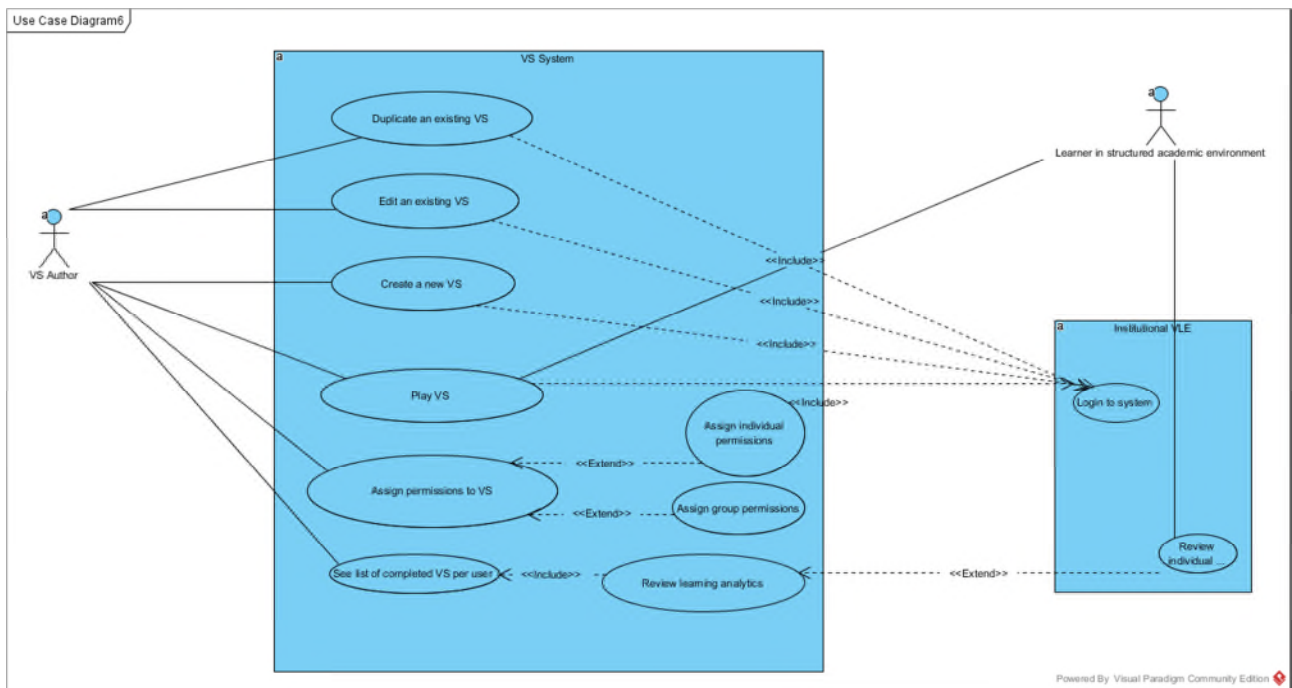 Use Case Diagram6
a
VS System
a
Duplicate an existing VS
Learner in structured academic environment
Edit an existing VS
a
VS Author
<<Include>>
Create a new VS
<<Include>>
a
Institutional VLE
<<Include>>
Play VS
<<Include>>
Login to system
Assign individual
permissions
<<Extend>>
Assign permissions to VS
Assign group permissions
<<Extend>>
Review
individual ...
See list of completed VS per user
<<Include>>
Review learning analytics
<<Extend>>
Powered By Visual Paradigm Community Edition